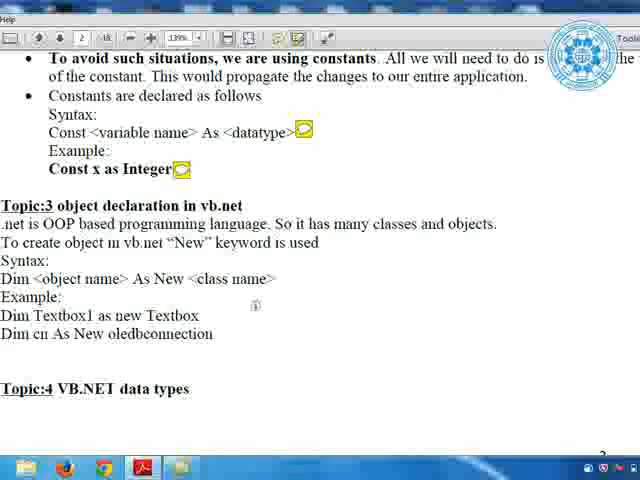 Help
2 /18 139% Tools
• To avoid such situations, we are using constants. All we will need to do is the
of the constant. This would propagate the changes to our entire application.
• Constants are declared as follows
Syntax:
Const <variable name> As <datatype>
Example:
Const x as Integer
Topic:3 object declaration in vb.net
.net is OOP based programming language. So it has many classes and objects.
To create object in vb.net “New” keyword is used
Syntax:
Dim <object name> As New <class name>
Example:
Dim Textbox1 as new Textbox
Dim cn As New oledbconnection
Topic:4 VB.NET data types